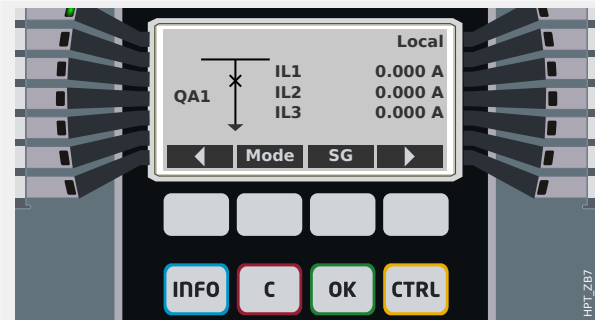 Local
IL1 0.000 A
QA1 IL2 0.000 A
IL3 0.000 A
Mode SG
INFO C OK CTRL
HPT_ZB7